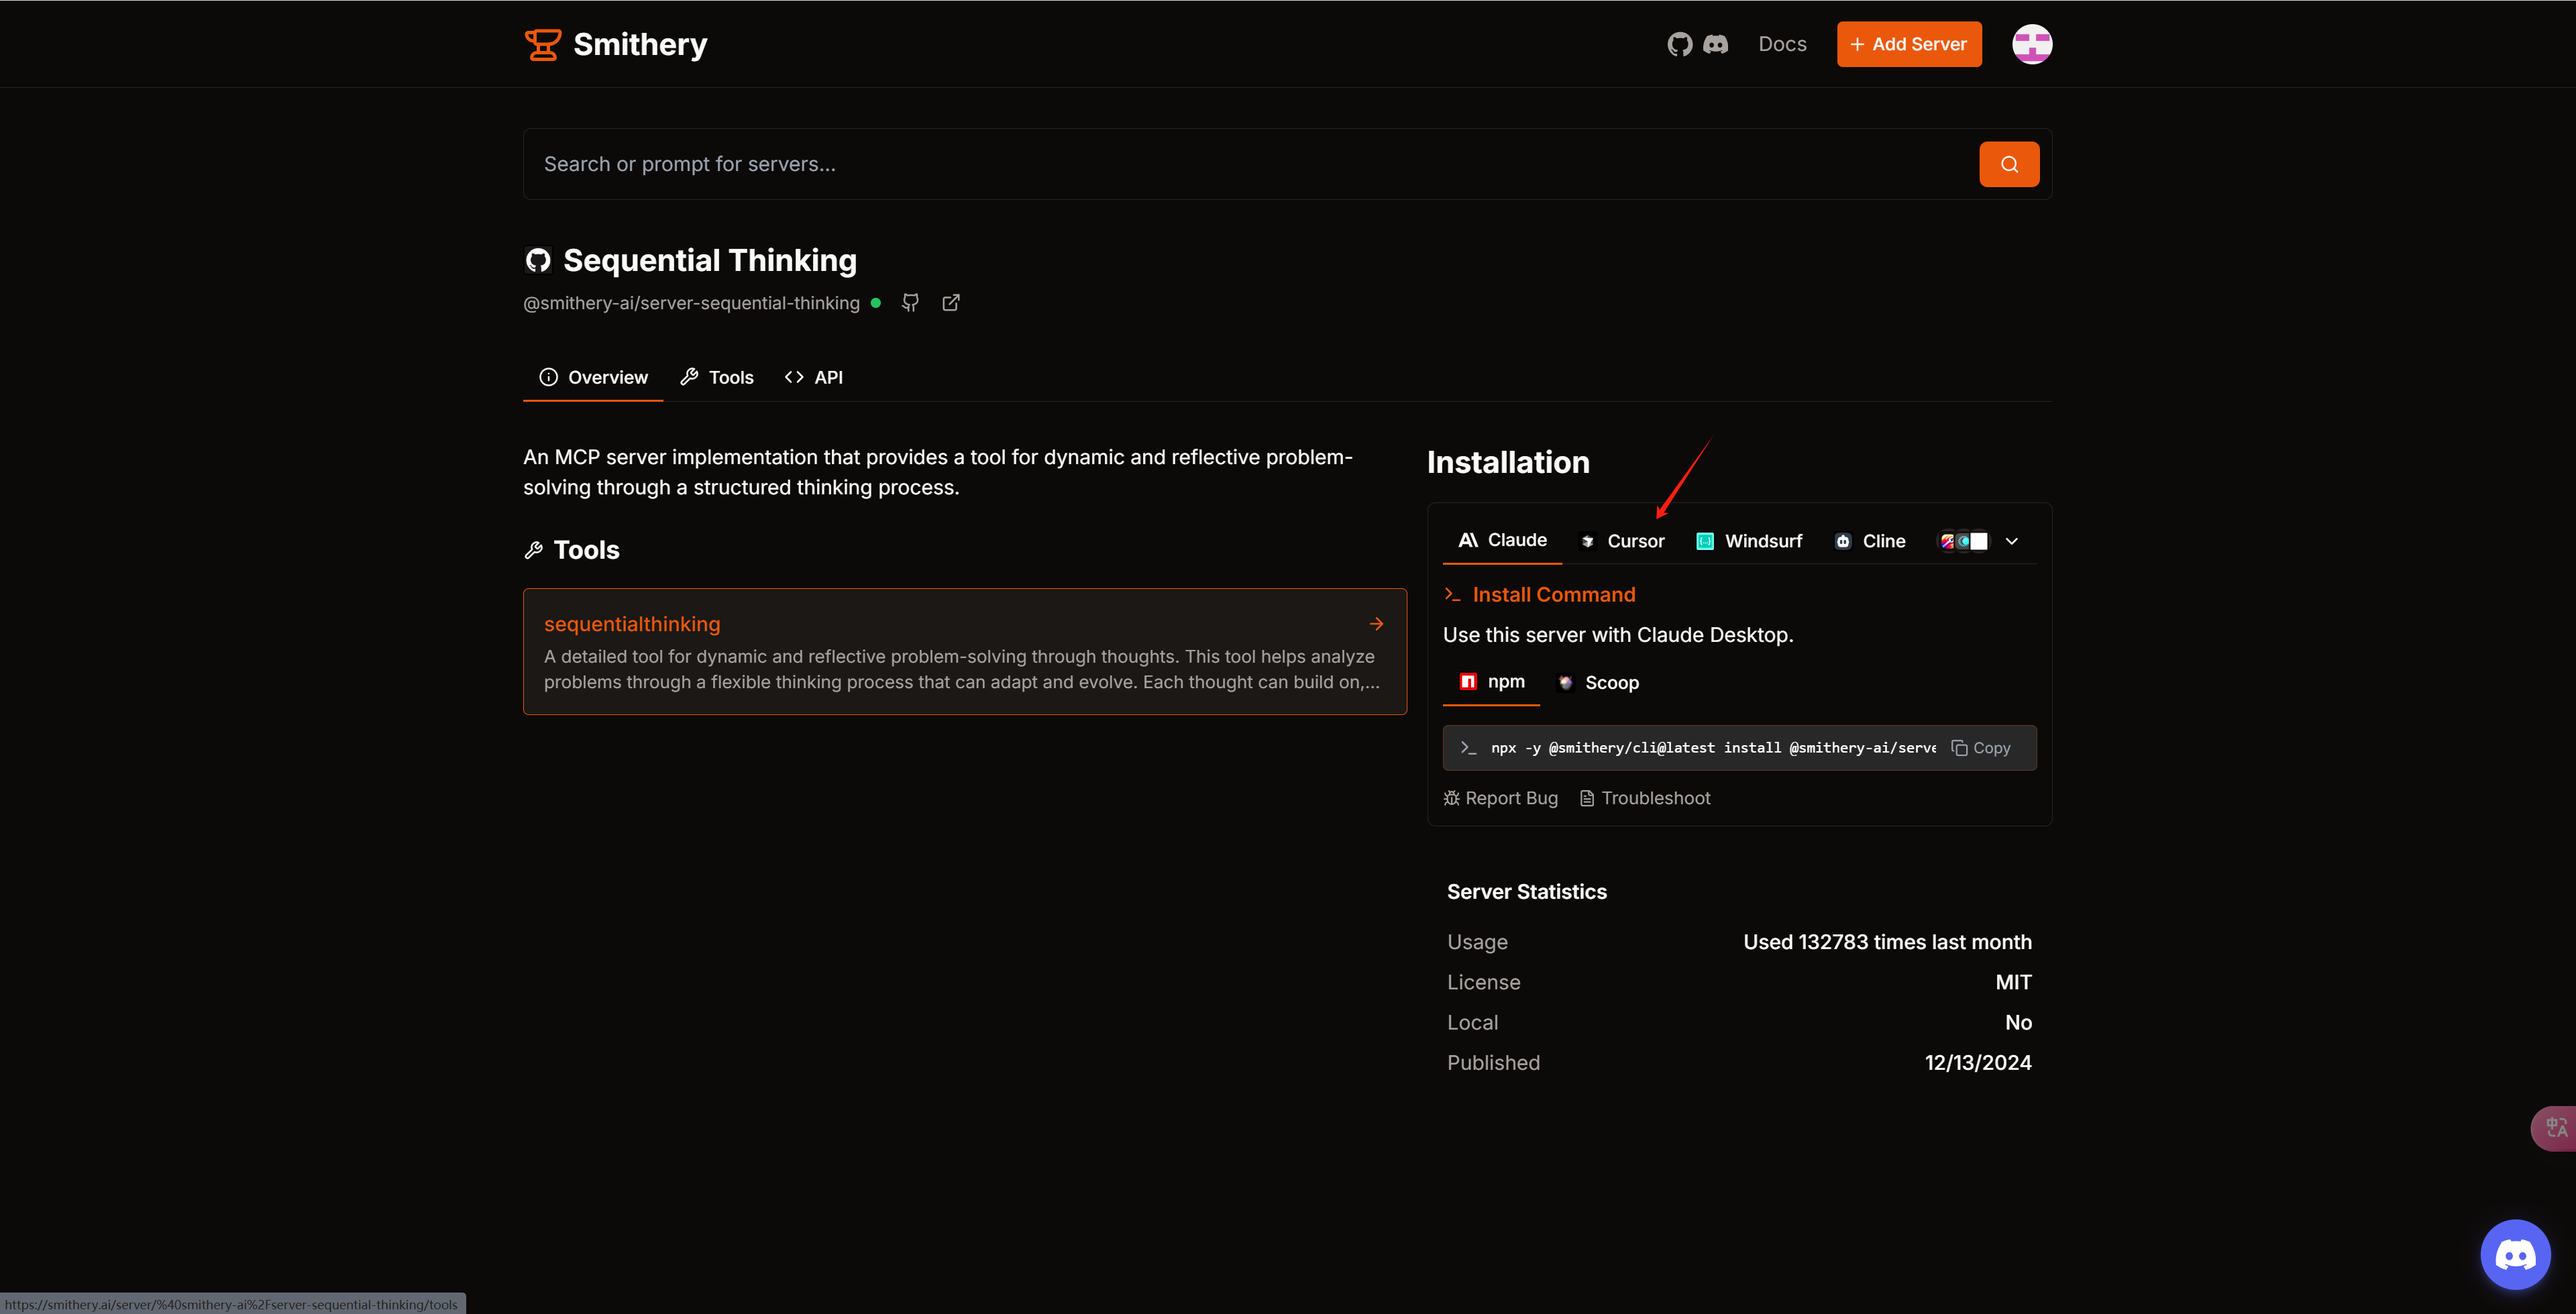 Smithery
Docs
+ Add Server
Search or prompt for servers...
Sequential Thinking
@smithery-ai/server-sequential-thinking
Overview
Tools
<> API
An MCP server implementation that provides a tool for dynamic and reflective problem-
solving through a structured thinking process.
Tools
sequentialthinking
A detailed tool for dynamic and reflective problem-solving through thoughts. This tool helps analyze
problems through a flexible thinking process that can adapt and evolve. Each thought can build on,...
Installation
Claude
Cursor
Windsurf
Cline
>_ Install Command
Use this server with Claude Desktop.
npm
Scoop
>_ npx -y @smithery/cli@latest install @smithery-ai/serve
Copy
Report Bug
Troubleshoot
Server Statistics
Usage
Used 132783 times last month
License
MIT
Local
No
Published
12/13/2024
中A
https://smithery.ai/server/%40smithery-ai%2Fserver-sequential-thinking/tools